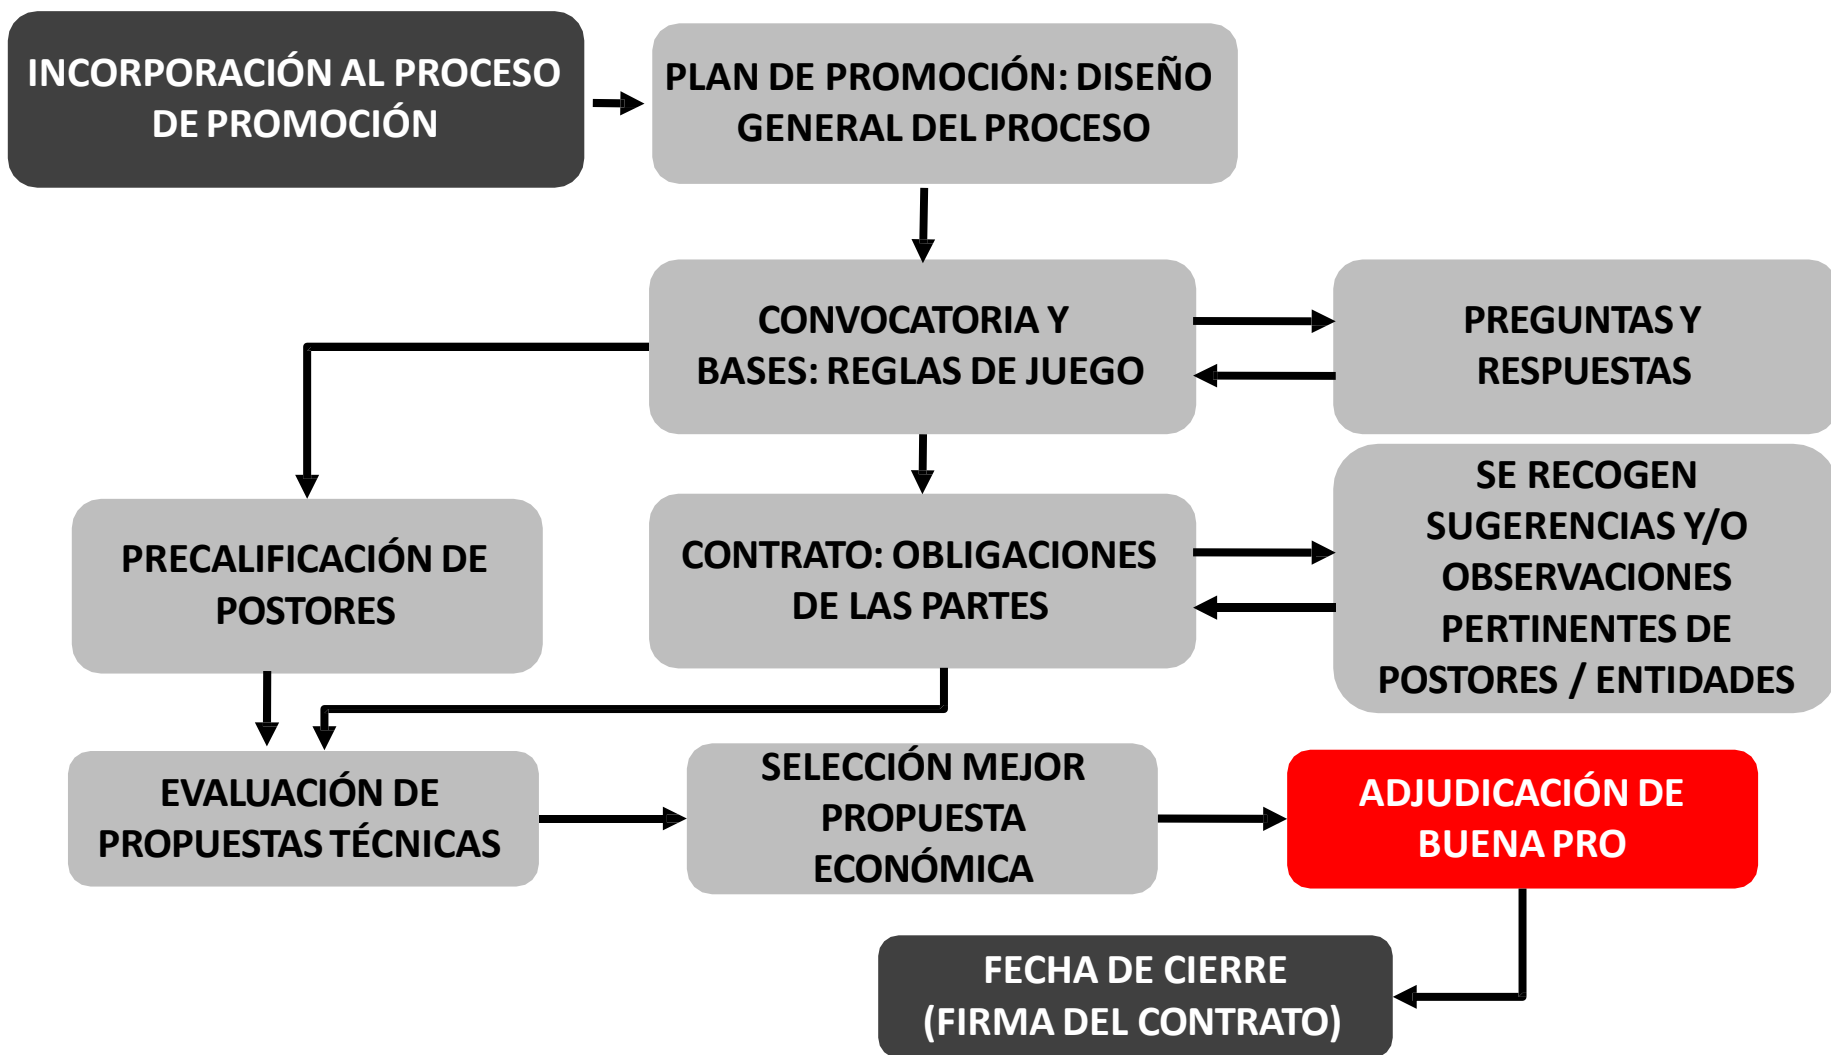 INCORPORACIÓN AL PROCESO
DE PROMOCIÓN
PLAN DE PROMOCIÓN: DISEÑO
GENERAL DEL PROCESO
CONVOCATORIA Y
BASES: REGLAS DE JUEGO
PREGUNTAS Y
RESPUESTAS
PRECALIFICACIÓN DE
POSTORES
CONTRATO: OBLIGACIONES
DE LAS PARTES
SE RECOGEN
SUGERENCIAS Y/O
OBSERVACIONES
PERTINENTES DE
POSTORES / ENTIDADES
EVALUACIÓN DE
PROPUESTAS TÉCNICAS
SELECCIÓN MEJOR
PROPUESTA
ECONÓMICA
ADJUDICACIÓN DE
BUENA PRO
FECHA DE CIERRE
(FIRMA DEL CONTRATO)